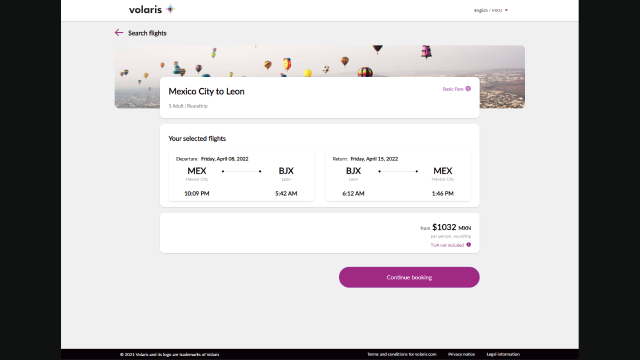 volaris
English / MXN
Search flights
Mexico City to Leon
Basic Fare
1 Adult | Roundtrip
Your selected flights
Departure: Friday, April 08, 2022
MEX
BJX
Mexico City
Leon
10:09 PM
5:42 AM
Return: Friday, April 15, 2022
BJX
MEX
Leon
Mexico City
6:12 AM
1:46 PM
from $1032 MXN
per person, roundtrip
TUA not included
Continue booking
© 2021 Volaris and its logo are trademarks of Volaris
Terms and conditions for volaris.com
Privacy notice
Legal information